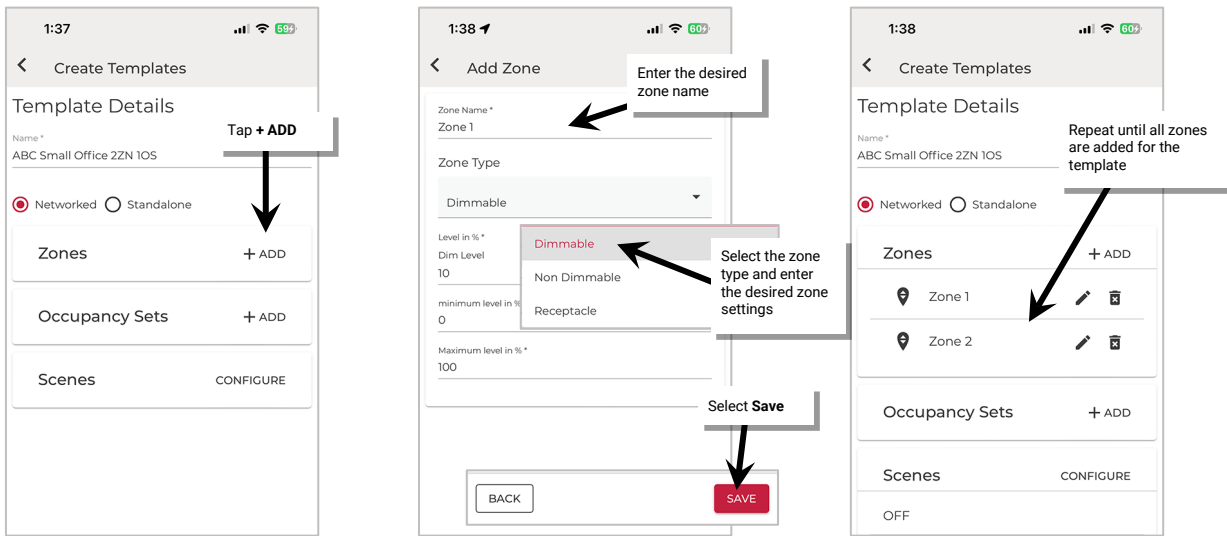 1:37
59
Create Templates
Template Details
Name *
ABC Small Office 2ZN 1OS
Tap + ADD
Networked
Standalone
Zones
+ ADD
Occupancy Sets
+ ADD
Scenes
CONFIGURE
1:38
60
Add Zone
Enter the desired
zone name
Zone Name *
Zone 1
Zone Type
Dimmable
Level in % *
Dim Level
10
minimum level in %
0
Maximum level in % *
100
Dimmable
Non Dimmable
Receptacle
Select the zone
type and enter
the desired zone
settings
Select Save
BACK
SAVE
1:38
60
Create Templates
Template Details
Name *
ABC Small Office 2ZN 1OS
Repeat until all zones
are added for the
template
Networked
Standalone
Zones
+ ADD
Zone 1
Zone 2
Occupancy Sets
+ ADD
Scenes
CONFIGURE
OFF